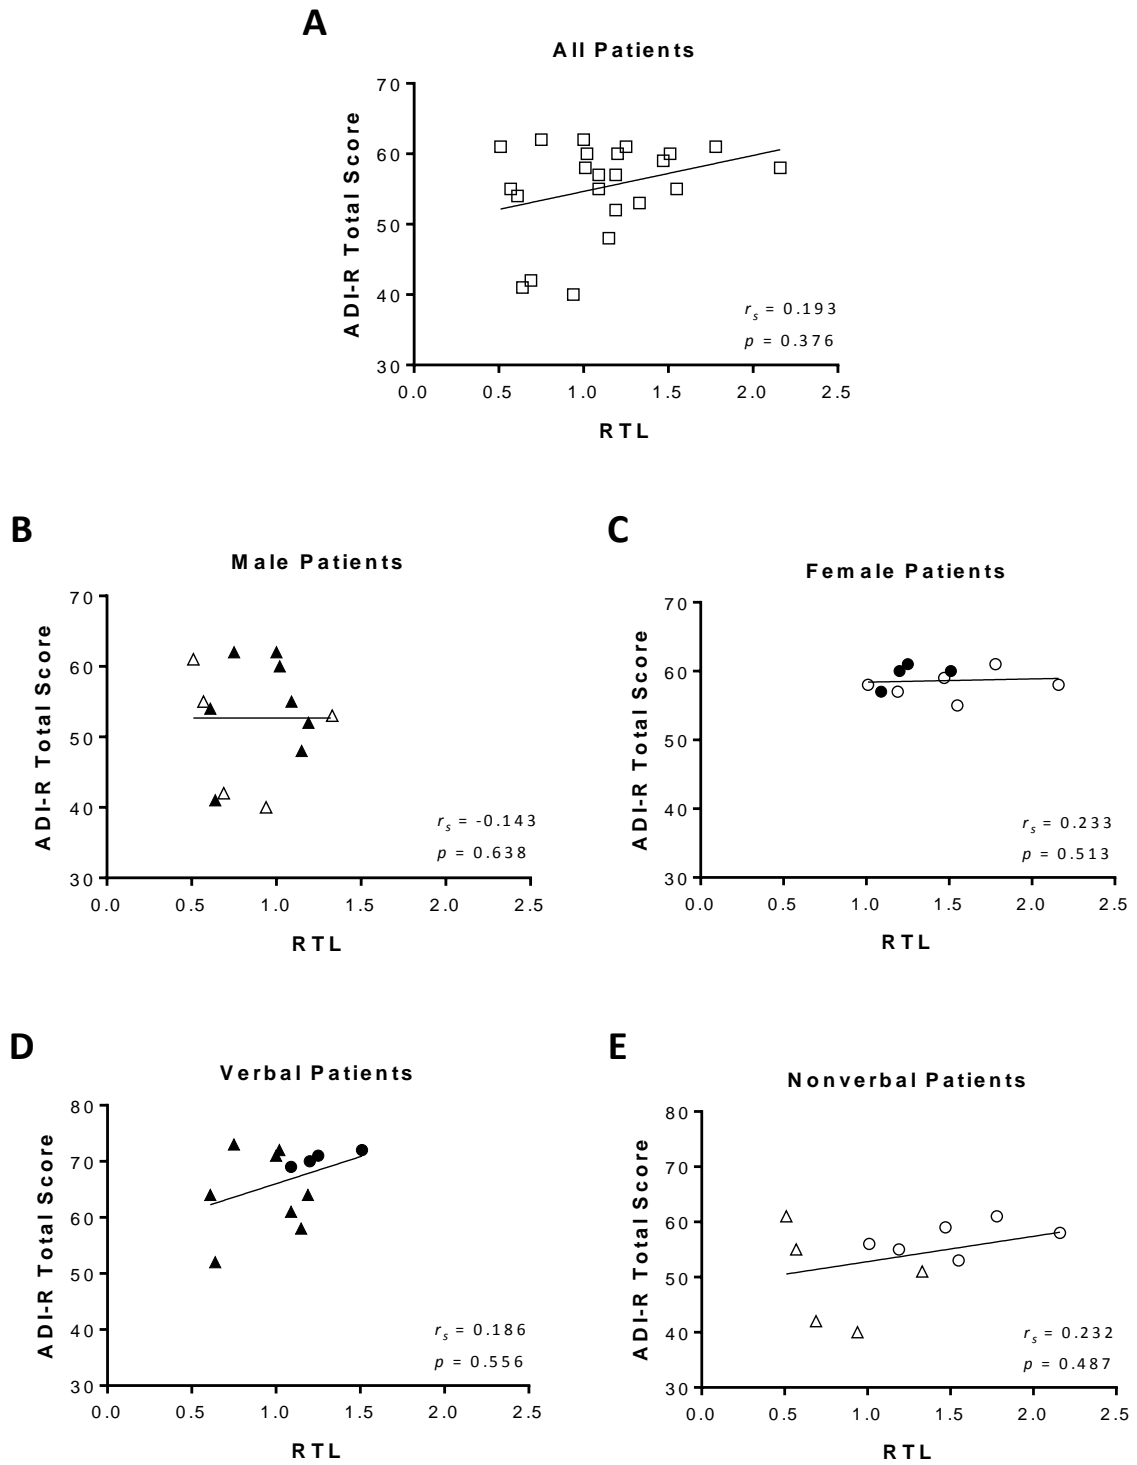 A
All Patients
70
60
50
40
30
ADI-R Total Score
r_s = 0.193
p = 0.376
0.0 0.5 1.0 1.5 2.0 2.5
RTL
B
Male Patients
70
60
50
40
30
ADI-R Total Score
r_s = -0.143
p = 0.638
0.0 0.5 1.0 1.5 2.0 2.5
RTL
C
Female Patients
70
60
50
40
30
ADI-R Total Score
r_s = 0.233
p = 0.513
0.0 0.5 1.0 1.5 2.0 2.5
RTL
D
Verbal Patients
80
70
60
50
40
30
ADI-R Total Score
r_s = 0.186
p = 0.556
0.0 0.5 1.0 1.5 2.0 2.5
RTL
E
Nonverbal Patients
80
70
60
50
40
30
ADI-R Total Score
r_s = 0.232
p = 0.487
0.0 0.5 1.0 1.5 2.0 2.5
RTL